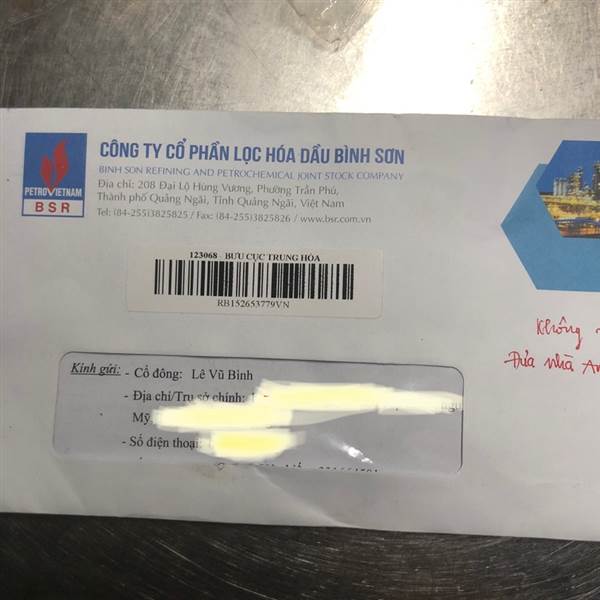 PETROVIETNAM
BSR
CÔNG TY CỔ PHẦN LỌC HÓA DẦU BÌNH SƠN
BINH SON REFINING AND PETROCHEMICAL JOINT STOCK COMPANY
Địa chỉ: 208 Đại Lộ Hùng Vương, Phường Trần Phú,
Thành phố Quảng Ngãi, Tỉnh Quảng Ngãi, Việt Nam
Tel: (84-255)3825825 / Fax: (84-255)3825826 / www.bsr.com.vn
123068 - BƯU CỤC TRUNG HÒA
RB152653779VN
Không
Đưa nhà
Kính gửi: - Cổ đông: Lê Vũ Bình
- Địa chỉ/Trụ sở chính:
Mỹ
- Số điện thoại: